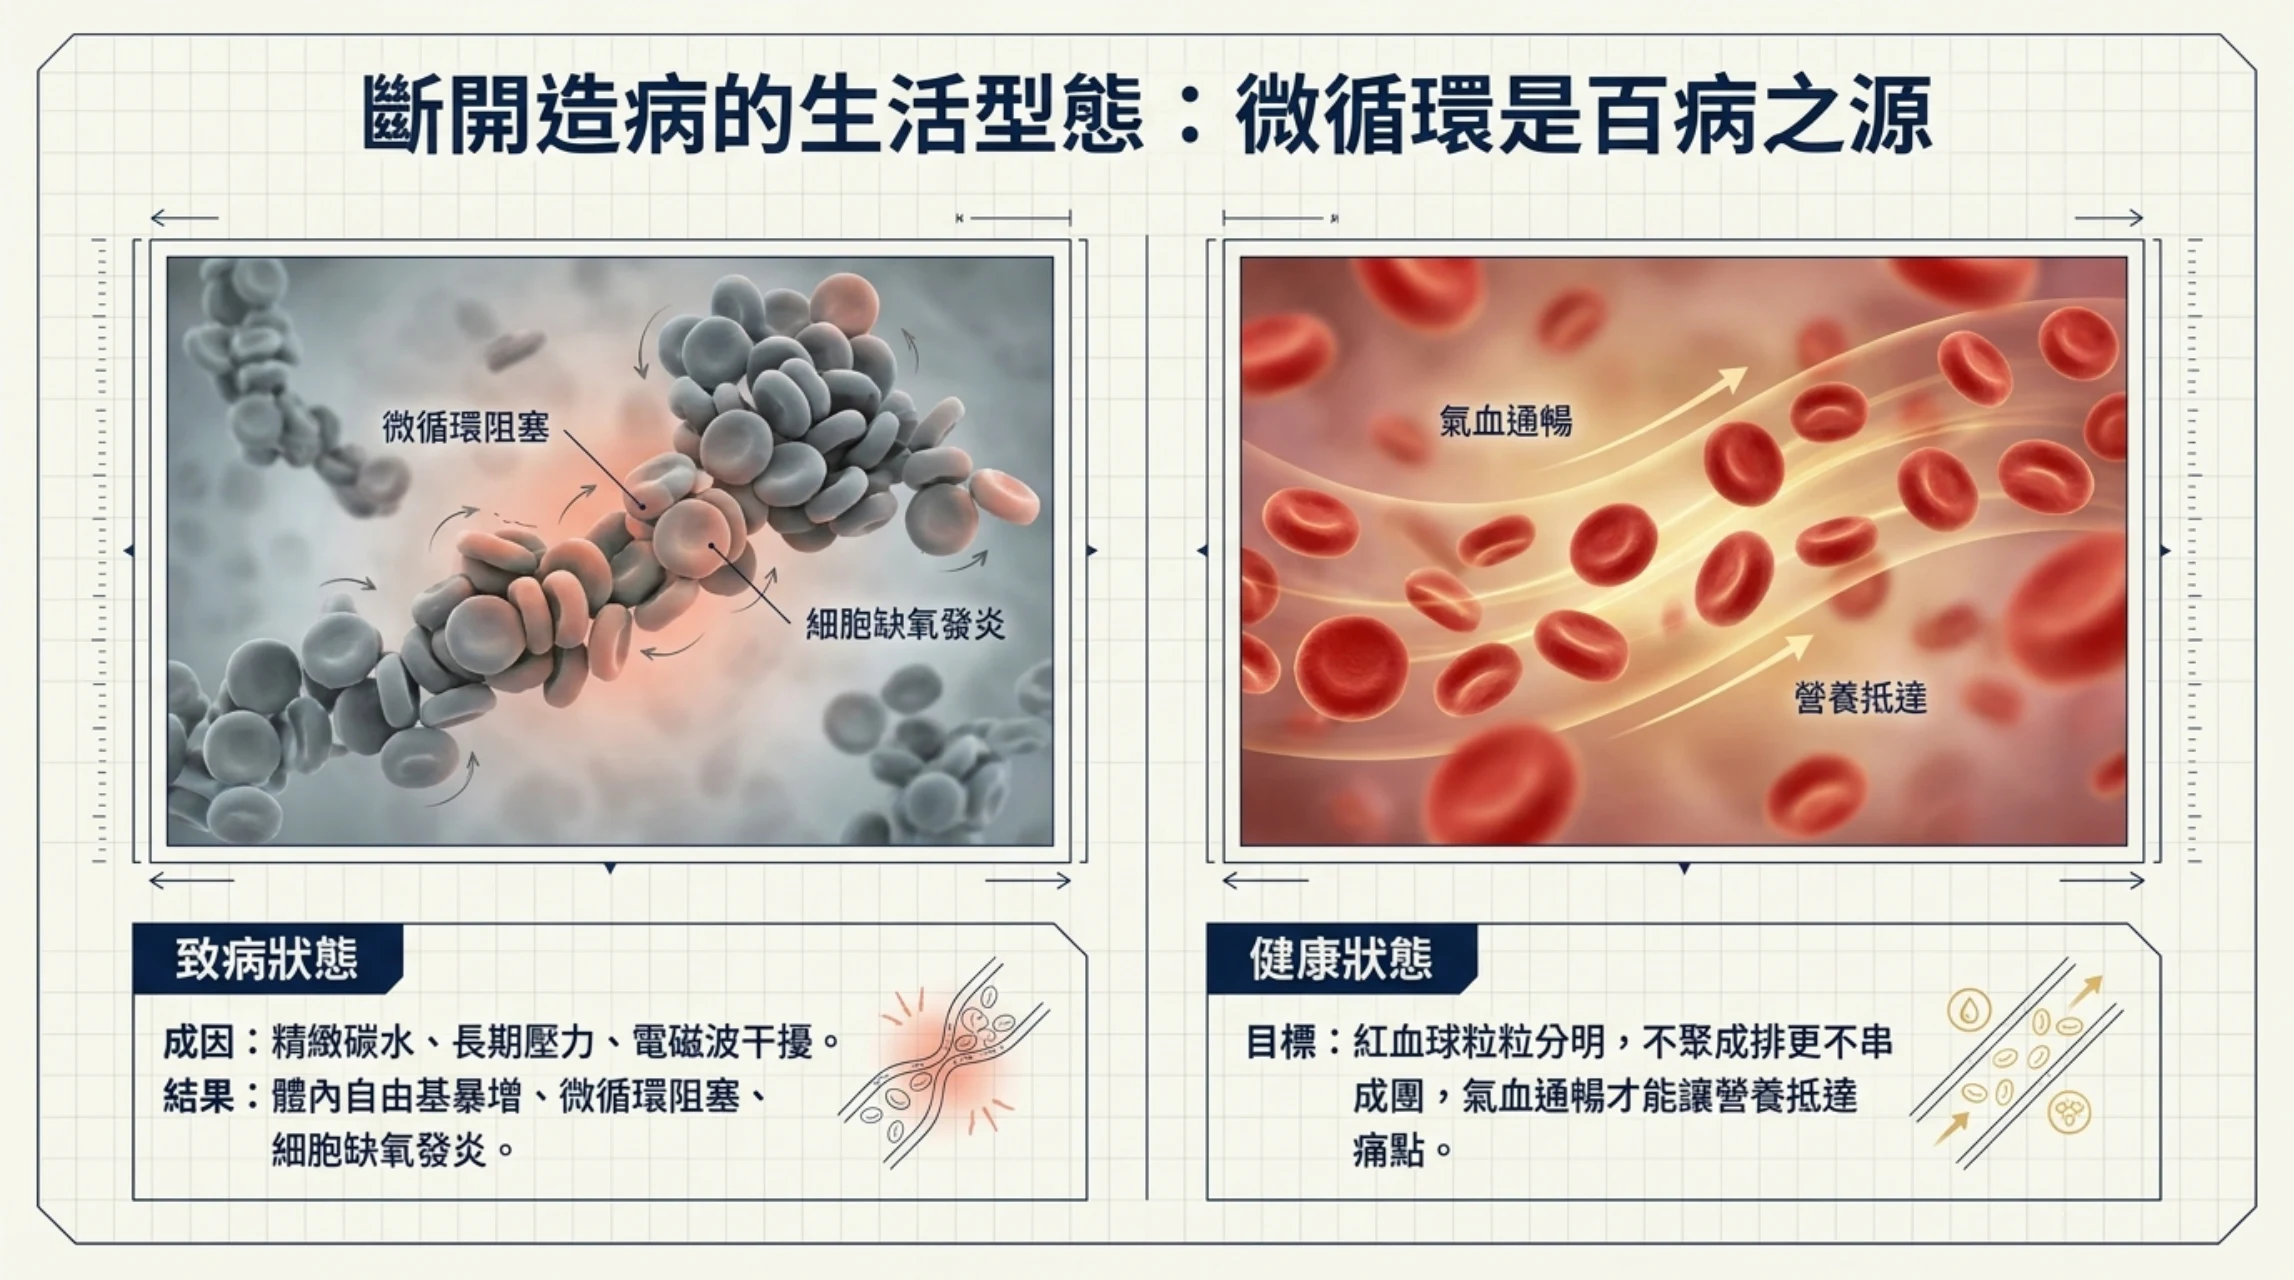 斷開造病的生活型態：微循環是百病之源
微循環阻塞
細胞缺氧發炎
氣血通暢
營養抵達
致病狀態
成因：精緻碳水、長期壓力、電磁波干擾。
結果：體內自由基暴增、微循環阻塞、
細胞缺氧發炎。
健康狀態
目標：紅血球粒粒分明，不聚成排更不串
成團，氣血通暢才能讓營養抵達
痛點。